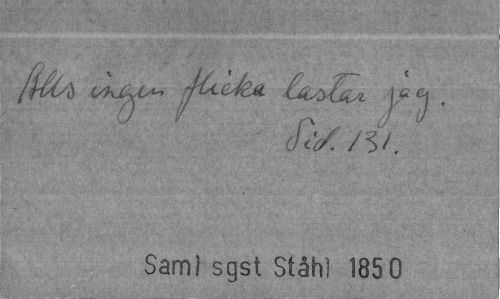 Alls ingen flicka lastar jag.
Sid. 131.
Saml sgst Ståhl 1850